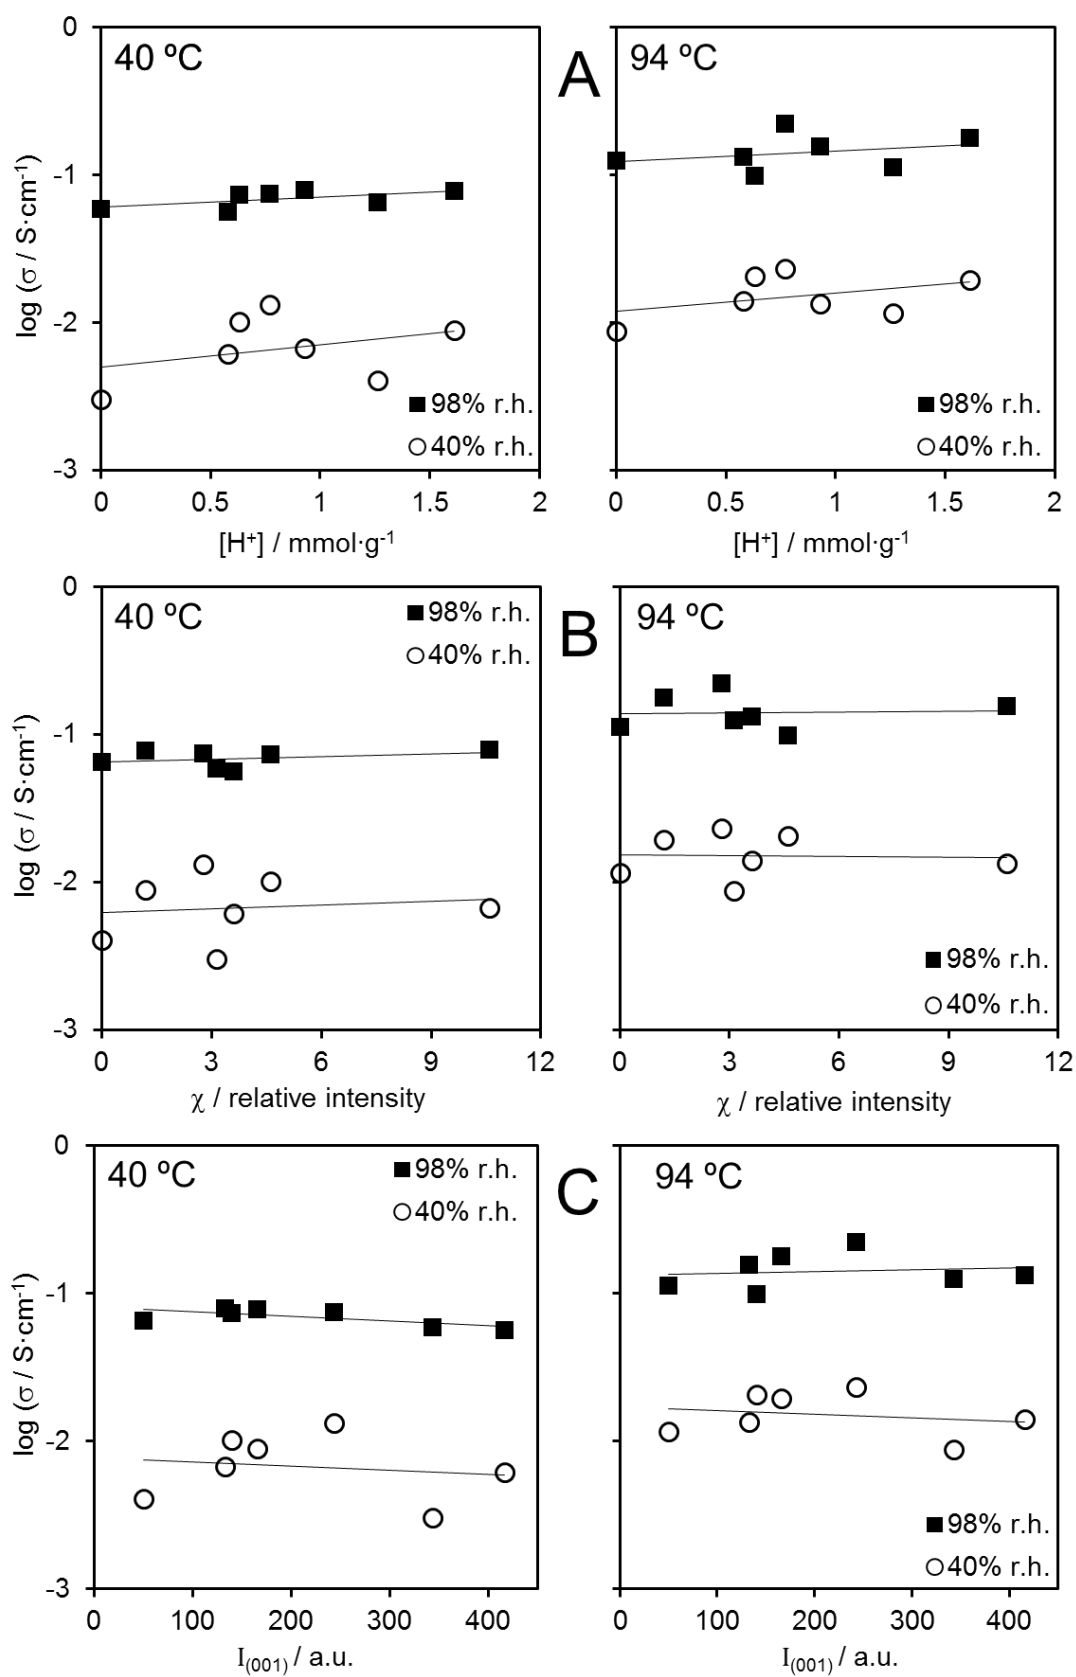 0
40 ºC
A
94 ºC
-1
log (σ / S·cm-1)
-2
98% r.h.
98% r.h.
40% r.h.
40% r.h.
-3
0 0.5 1 1.5 2
0 0.5 1 1.5 2
[H+] / mmol·g-1
[H+] / mmol·g-1
0
40 ºC
98% r.h.
40% r.h.
B
94 ºC
-1
log (σ / S·cm-1)
-2
98% r.h.
40% r.h.
-3
0 3 6 9 12
0 3 6 9 12
χ / relative intensity
χ / relative intensity
0
40 ºC
98% r.h.
40% r.h.
C
94 ºC
-1
log (σ / S·cm-1)
-2
98% r.h.
40% r.h.
-3
0 100 200 300 400
0 100 200 300 400
I(001) / a.u.
I(001) / a.u.